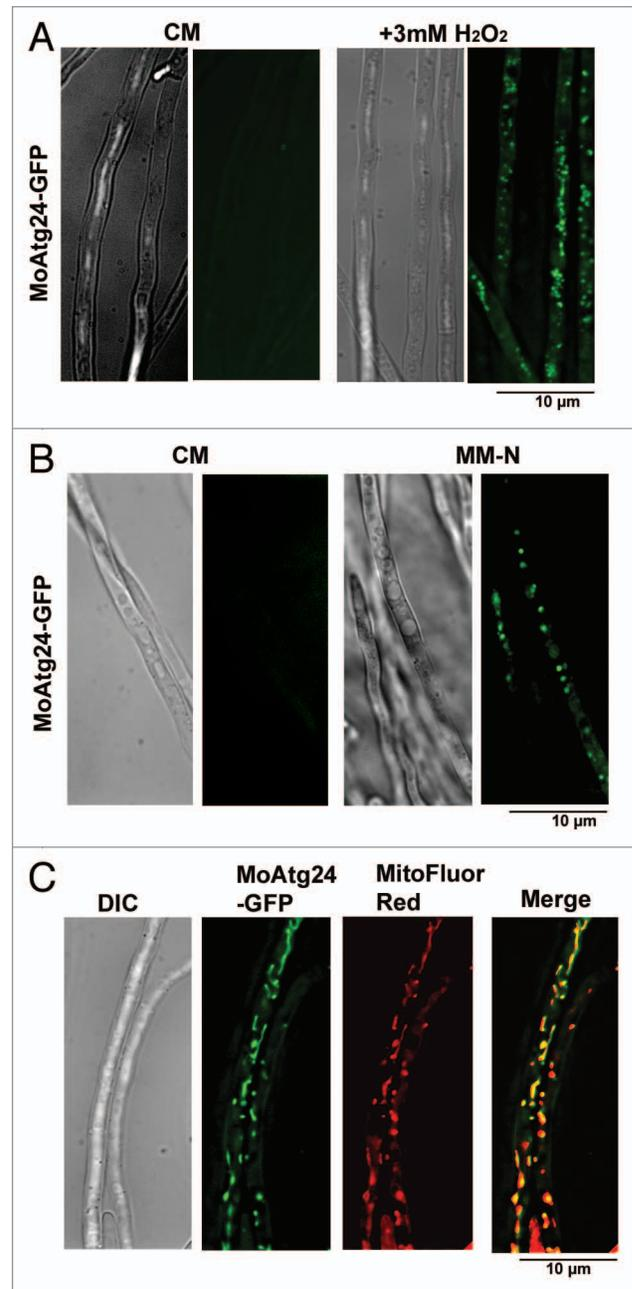 A
CM
+3mM H₂O₂
MoAtg24-GFP
10 µm
B
CM
MM-N
MoAtg24-GFP
10 µm
C
DIC
MoAtg24
-GFP
MitoFluor
Red
Merge
10 µm